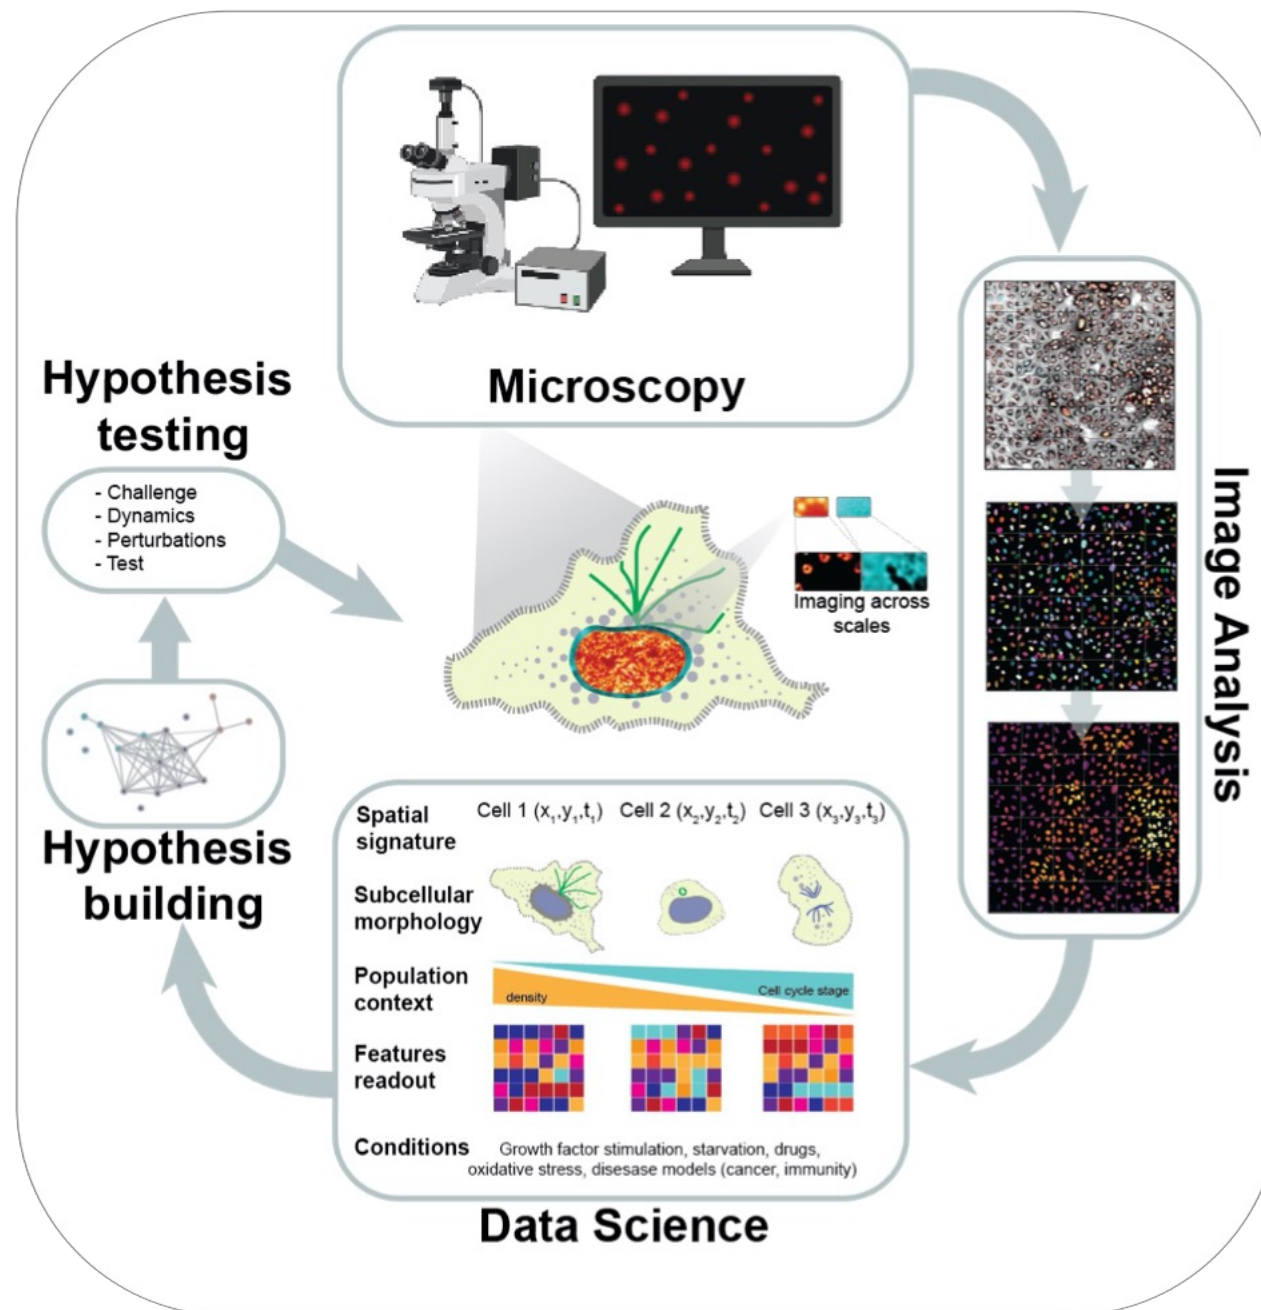 Microscopy
Hypothesis
testing
- Challenge
- Dynamics
- Perturbations
- Test
Imaging across
scales
Image Analysis
Hypothesis
building
Spatial
signature
Cell 1 (x₁,y₁,t₁) Cell 2 (x₂,y₂,t₂) Cell 3 (x₃,y₃,t₃)
Subcellular
morphology
Population
context
density
Cell cycle stage
Features
readout
Conditions
Growth factor stimulation, starvation, drugs,
oxidative stress, disesase models (cancer, immunity)
Data Science